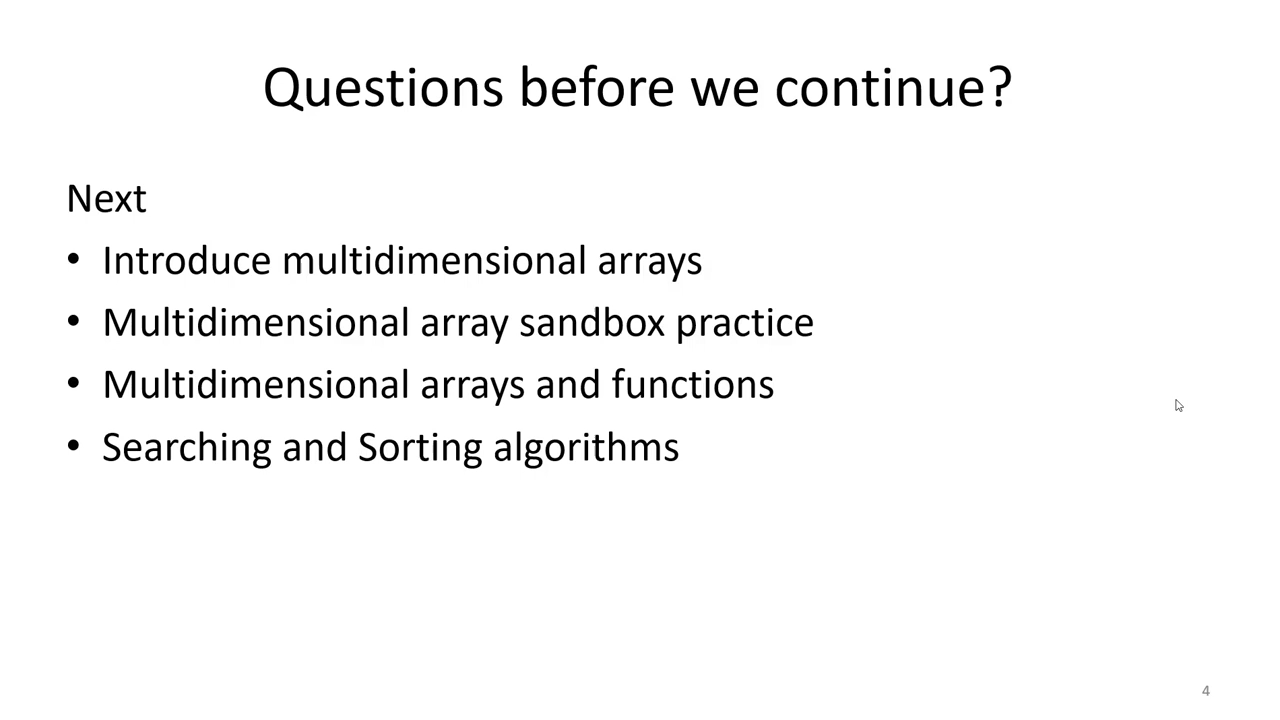 Questions before we continue?
Next
• Introduce multidimensional arrays
• Multidimensional array sandbox practice
• Multidimensional arrays and functions
• Searching and Sorting algorithms
4